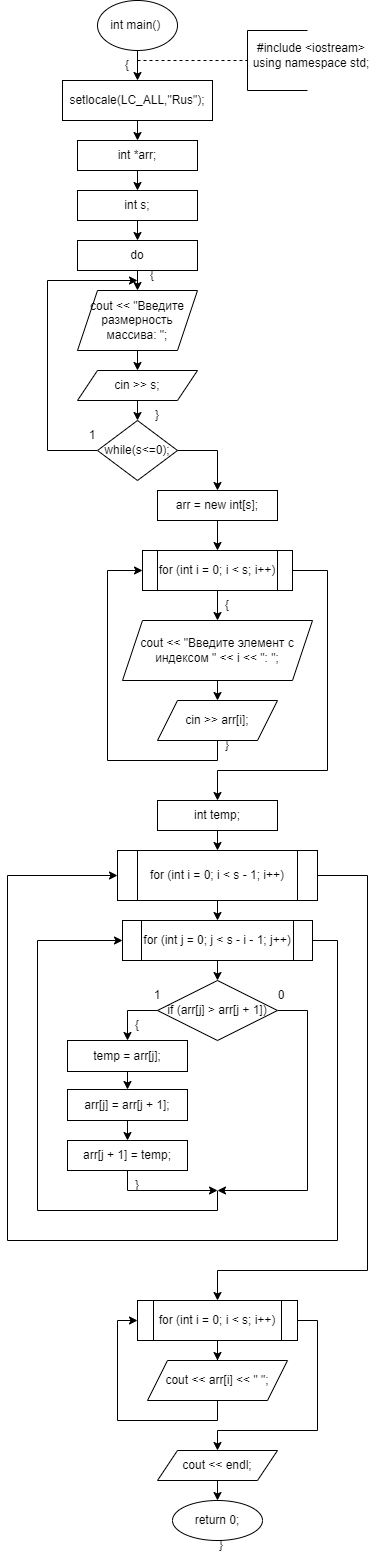 int main()
#include <iostream>
using namespace std;
{
setlocale(LC_ALL,"Rus");
int *arr;
int s;
do
{
cout << "Введите
размерность
массива: ";
cin >> s;
}
1
while(s<=0);
arr = new int[s];
for (int i = 0; i < s; i++)
{
cout << "Введите элемент с
индексом " << i << ": ";
cin >> arr[i];
}
int temp;
for (int i = 0; i < s - 1; i++)
for (int j = 0; j < s - i - 1; j++)
1
0
if (arr[j] > arr[j + 1])
{
temp = arr[j];
arr[j] = arr[j + 1];
arr[j + 1] = temp;
}
for (int i = 0; i < s; i++)
cout << arr[i] << " ";
cout << endl;
return 0;
}